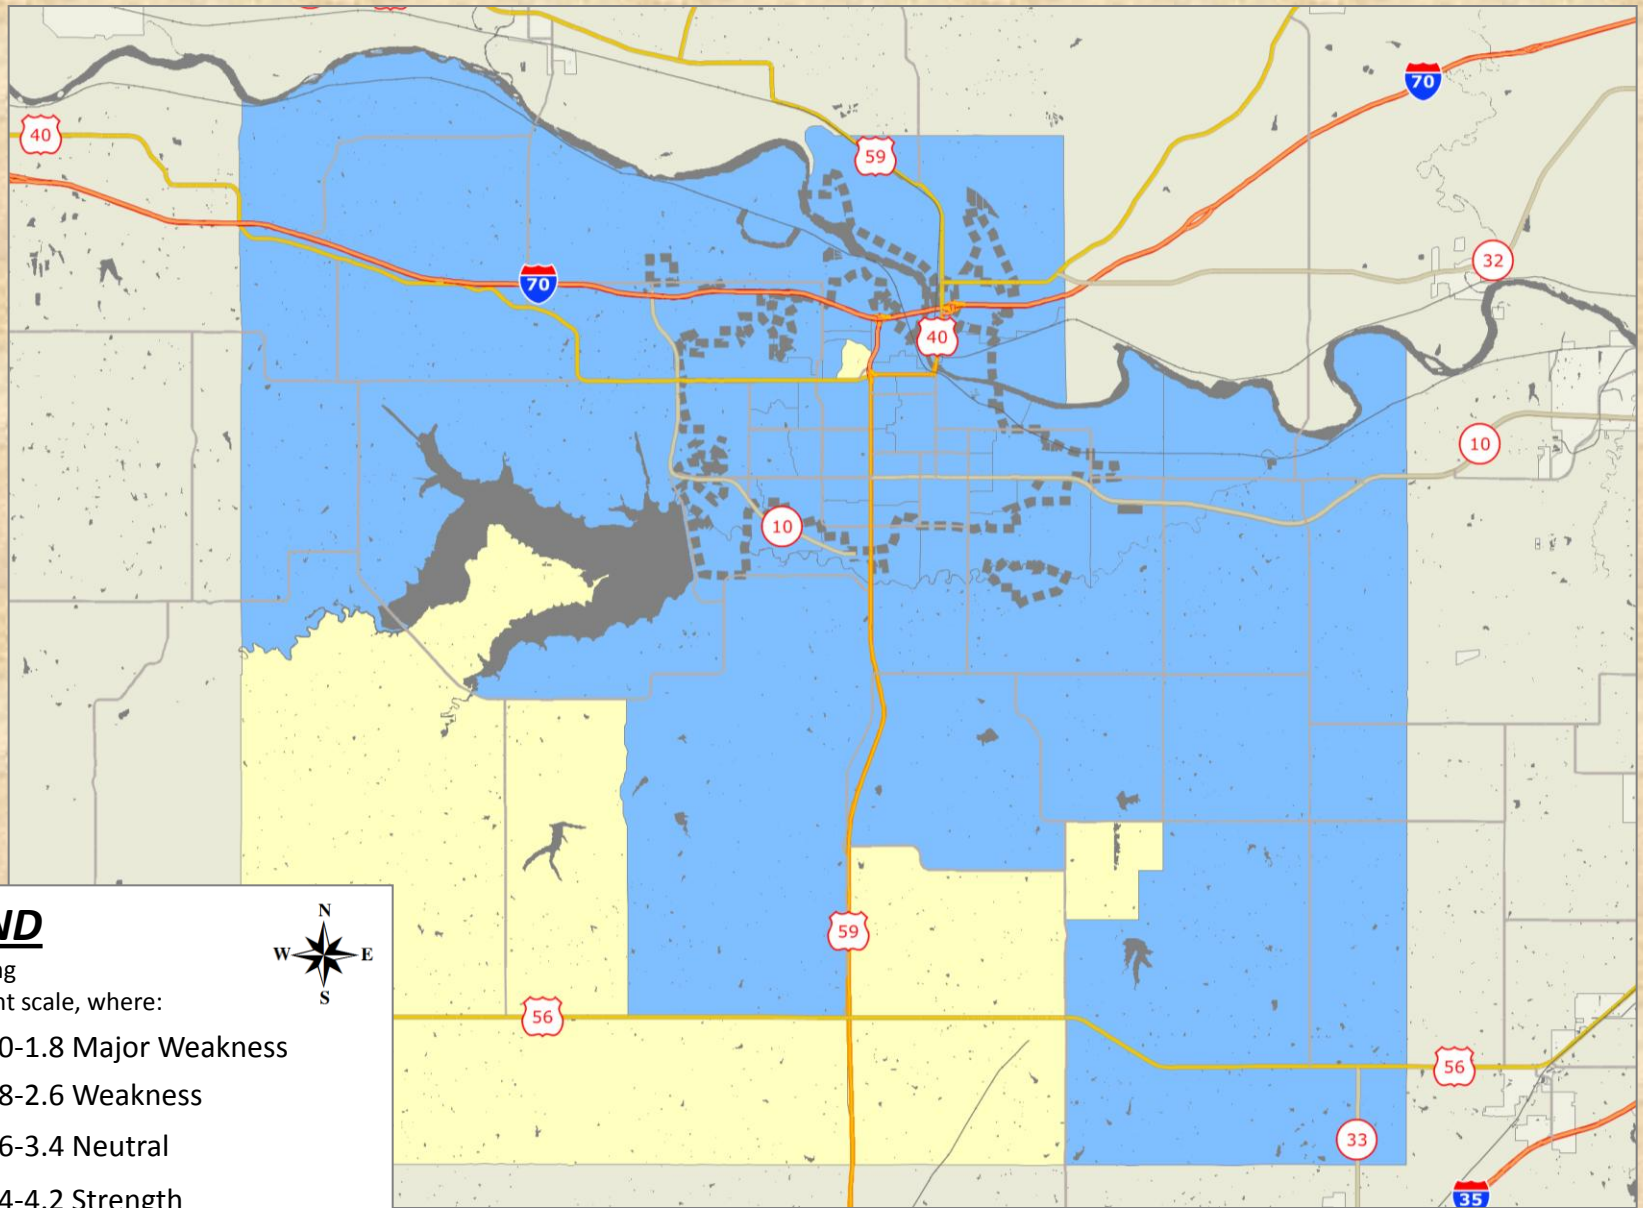 40
59
70
70
32
40
10
10
59
56
56
33
35
ND
N
W E
S
ng
nt scale, where:
0-1.8 Major Weakness
8-2.6 Weakness
6-3.4 Neutral
4-4.2 Strength